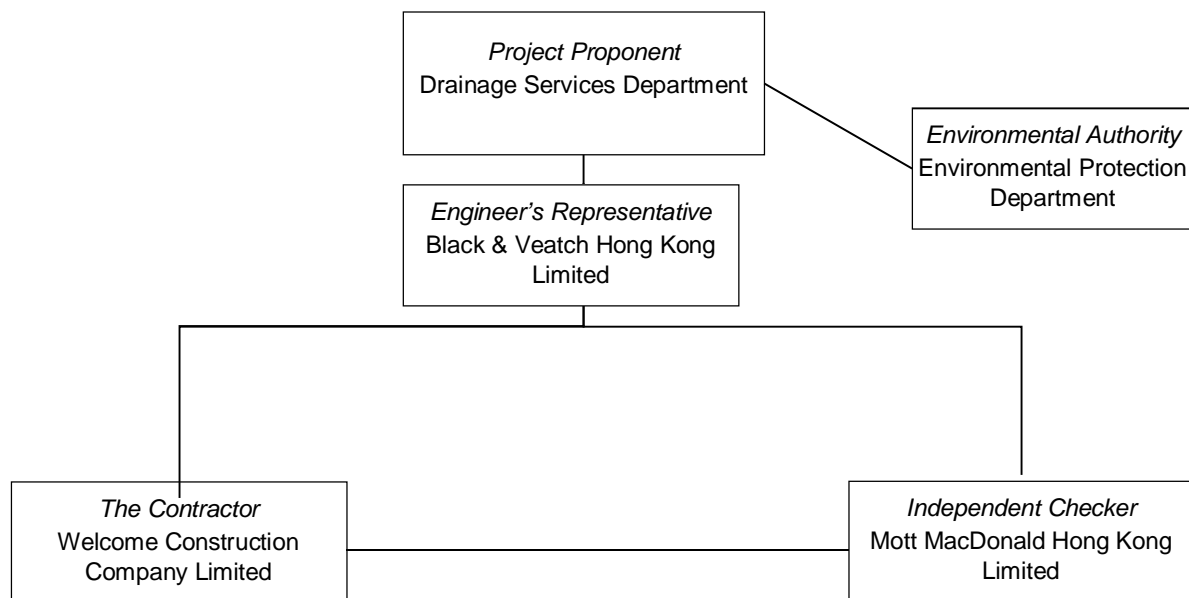 Project Proponent
Drainage Services Department
Environmental Authority
Environmental Protection
Department
Engineer’s Representative
Black & Veatch Hong Kong
Limited
The Contractor
Welcome Construction
Company Limited
Independent Checker
Mott MacDonald Hong Kong
Limited